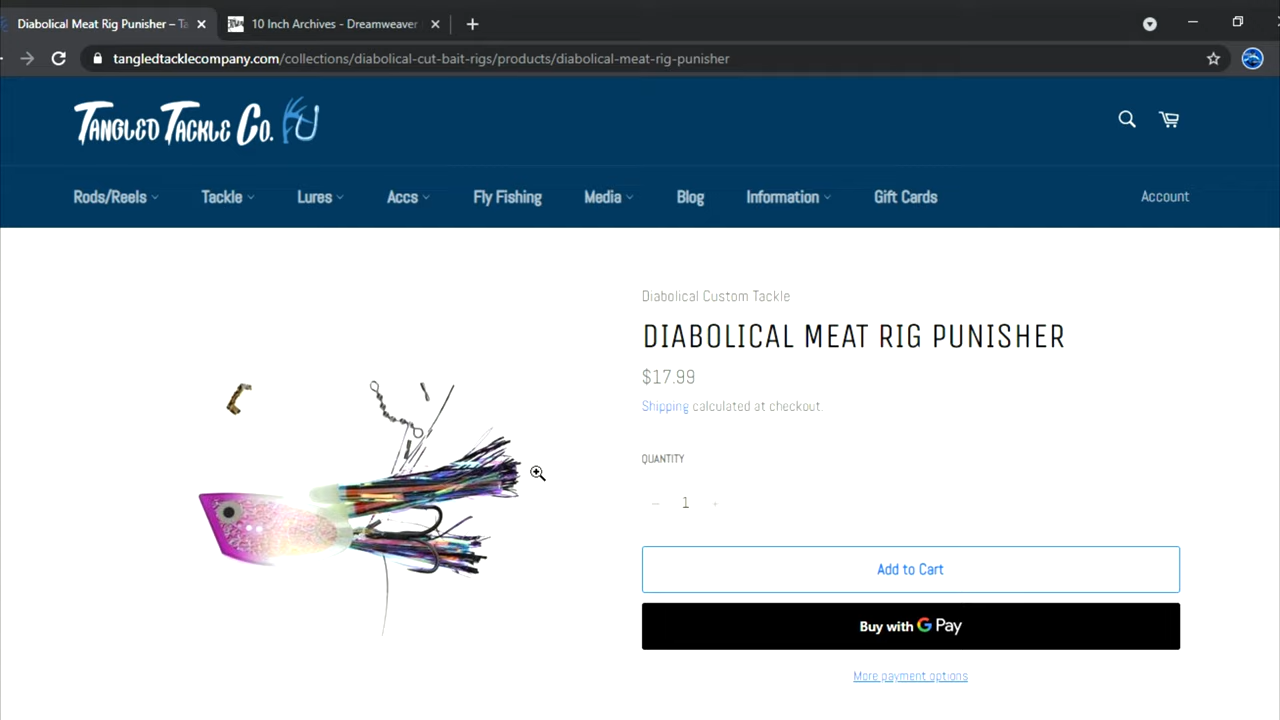 Diabolical Meat Rig Punisher – Ta
10 Inch Archives - Dreamweaver
tangledtacklecompany.com/collections/diabolical-cut-bait-rigs/products/diabolical-meat-rig-punisher
TANGLED TACKLE CO.
Rods/Reels
Tackle
Lures
Accs
Fly Fishing
Media
Blog
Information
Gift Cards
Account
Diabolical Custom Tackle
DIABOLICAL MEAT RIG PUNISHER
$17.99
Shipping calculated at checkout.
QUANTITY
− 1 +
Add to Cart
Buy with G Pay
More payment options